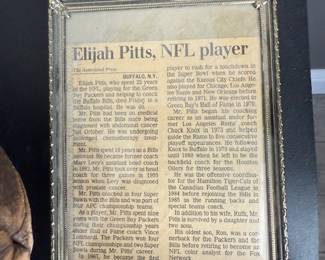 Elijah Pitts, NFL player
The Associated Press
BUFFALO, N.Y.
Elijah Pitts, who spent 22 years
in the NFL, playing for the Green
Bay Packers and helping to coach
the Buffalo Bills, died Friday in a
hospital. He was 60.
Mr. Pitts had been on medical
leave from the Bills since being
diagnosed with abdominal cancer
last October. He was undergoing
prolonged chemotherapy treat-
ment.
Mr. Pitts spent 16 years as a Bills
assistant. He became former coach
Marv Levy's assistant head coach
in 1992. Mr. Pitts took over as
head coach for three games in 1995
season when Levy was diagnosed
with prostate cancer.
Mr. Pitts coached in four Super
Bowls with the Bills and was part of
four AFC championship teams.
As a player, Mr. Pitts spent nine
years with the Green Bay Packers
during their championship years
under Hall of Fame coach Vince
Lombardi. The Packers won four
NFL championships and two Super
Bowls during Mr. Pitts' career.
In 1967, he became the first
player to rush for a touchdown in
the Super Bowl when he scored
against the Kansas City Chiefs. He
also played for Chicago, Los Ange-
les Rams and New Orleans before
retiring in 1971. He was elected to
Green Bay's Hall of Fame in 1979.
Mr. Pitts began his coaching
career as an assistant under for-
mer Los Angeles Rams coach
Chuck Knox in 1973 and helped
guide the Rams to five consecutive
playoff appearances. He followed
Knox to Buffalo in 1978 and stayed
until 1980 when he left to be the
backfield coach for the Houston
Oilers for three seasons.
He was the offensive coordina-
tor for the Hamilton Tiger-Cats of
the Canadian Football League in
1984 before rejoining the Bills in
1985 as the running backs and
special teams coach.
In addition to his wife, Ruth, Mr.
Pitts is survived by a daughter and
two sons.
His oldest son, Ron, was a cor-
nerback for the Packers and the
Bills before retiring to become an
NFL color analyst for the Fox
Network.